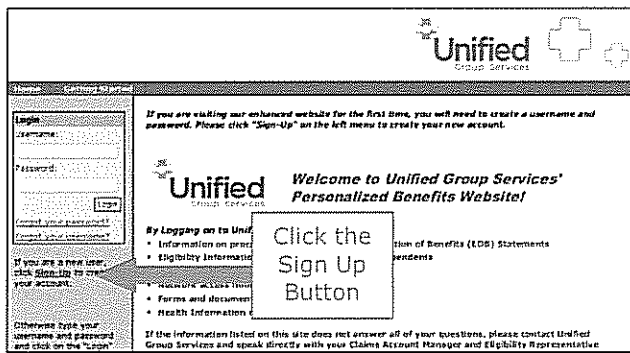 Unified
Group Services
Home Getting Started
Login
Username:
Password:
Login
Forgot your password?
Forgot your username?
If you are a new user,
click Sign-Up to create
your account.
Otherwise type your
username and password
and click on the "Login"
If you are visiting our enhanced website for the first time, you will need to create a username and
password. Please click "Sign-Up" on the left menu to create your new account.
Unified
Group Services
Welcome to Unified Group Services'
Personalized Benefits Website!
By Logging on to Unif
• Information on proc tion of Benefits (EOB) Statements
• Eligibility Informatio pendents
• Network access
• Forms and document
• Health Information
Click the
Sign Up
Button
If the information listed on this site does not answer all of your questions, please contact Unified
Group Services and speak directly with your Claims Account Manager and Eligibility Representative